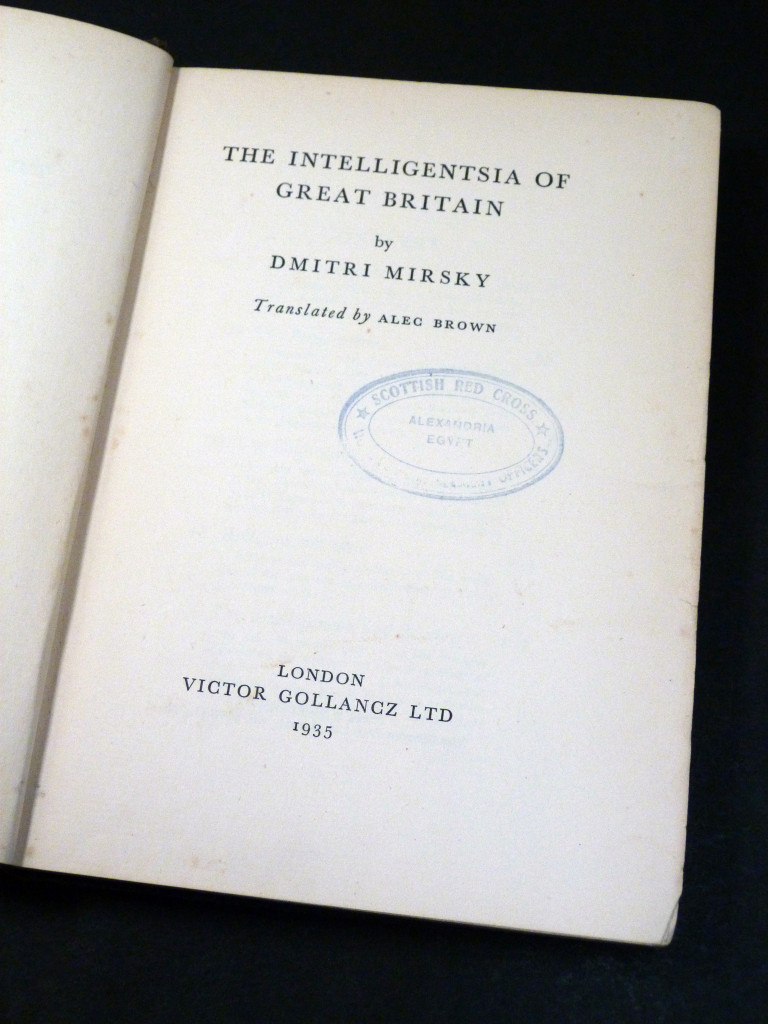 THE INTELLIGENTSIA OF
GREAT BRITAIN
by
DMITRI MIRSKY
Translated by ALEC BROWN
★ SCOTTISH RED CROSS ★
ALEXANDRIA
EGYPT
OFFICERS
LONDON
VICTOR GOLLANCZ LTD
1935